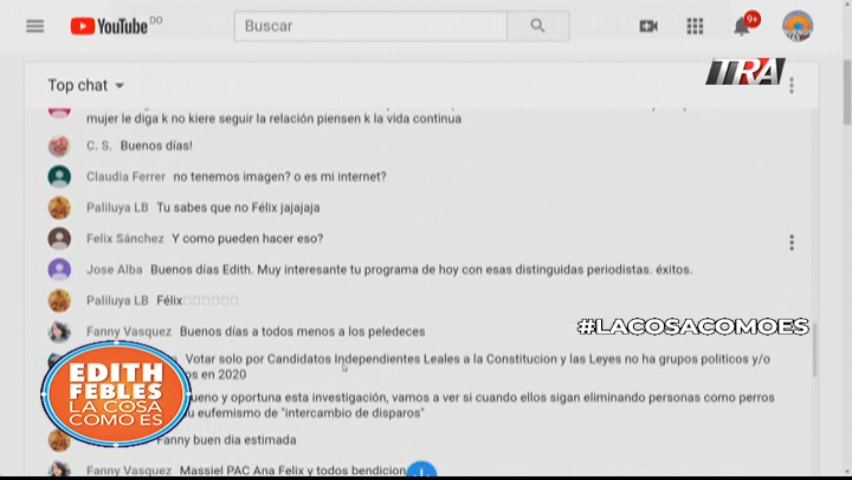 YouTube DO
Buscar
9+
TRA
Top chat
mujer le diga k no kiere seguir la relación piensen k la vida continua
C. S. Buenos días!
Claudia Ferrer no tenemos imagen? o es mi internet?
Paliluya LB Tu sabes que no Félix jajajaja
Felix Sánchez Y como pueden hacer eso?
Jose Alba Buenos días Edith. Muy interesante tu programa de hoy con esas distinguidas periodistas. éxitos.
Paliluya LB Félix
#LACOSACOMOES
Fanny Vasquez Buenos días a todos menos a los peledeces
Votar solo por Candidatos Independientes Leales a la Constitucion y las Leyes no ha grupos politicos y/o
en 2020
y oportuna esta investigación, vamos a ver si cuando ellos sigan eliminando personas como perros
eufemismo de "intercambio de disparos"
Fanny buen dia estimada
Fanny Vasquez Massiel PAC Ana Felix y todos bendicion
EDITH
FEBLES
LA COSA
COMO ES